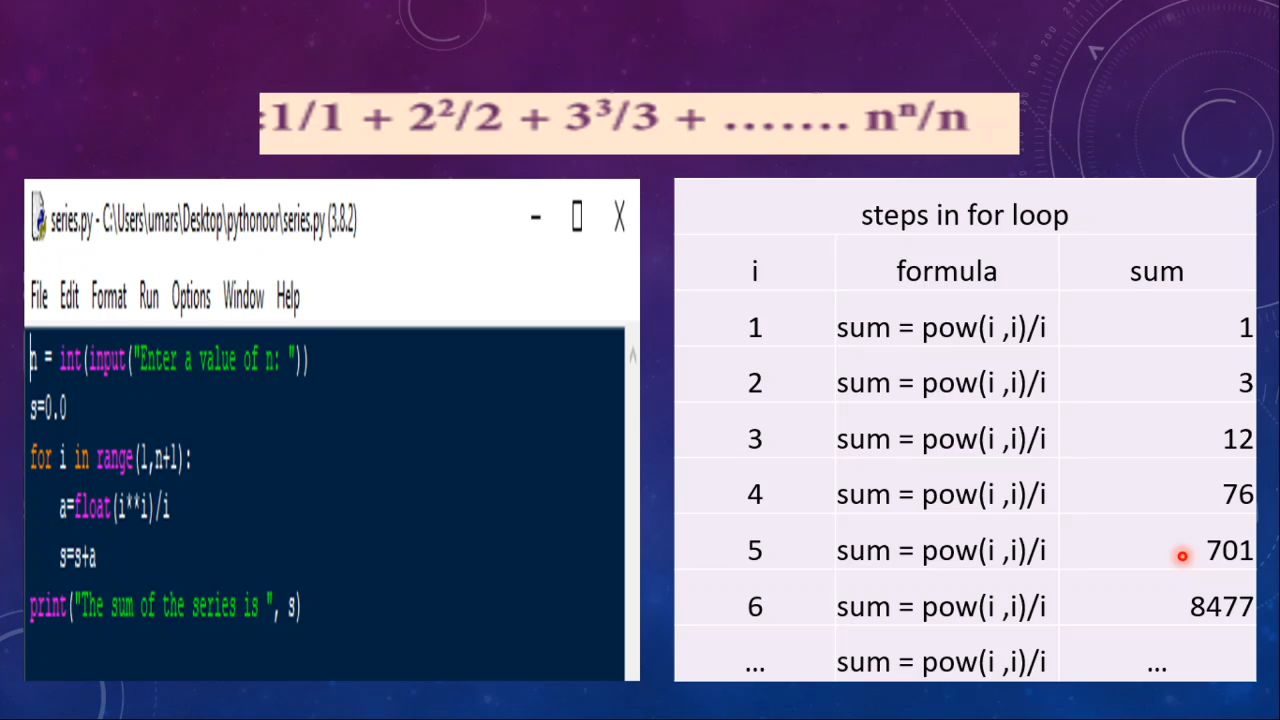 :1/1 + 2²/2 + 3³/3 + ....... nⁿ/n
series.py - C:\Users\umars\Desktop\pythonoor\series.py (3.8.2)
File Edit Format Run Options Window Help
n = int(input("Enter a value of n: "))
s=0.0
for i in range(1,n+1):
    a=float(i**i)/i
    s=s+a
print("The sum of the series is ", s)
steps in for loop
i formula sum
1 sum = pow(i ,i)/i 1
2 sum = pow(i ,i)/i 3
3 sum = pow(i ,i)/i 12
4 sum = pow(i ,i)/i 76
5 sum = pow(i ,i)/i 701
6 sum = pow(i ,i)/i 8477
... sum = pow(i ,i)/i ...